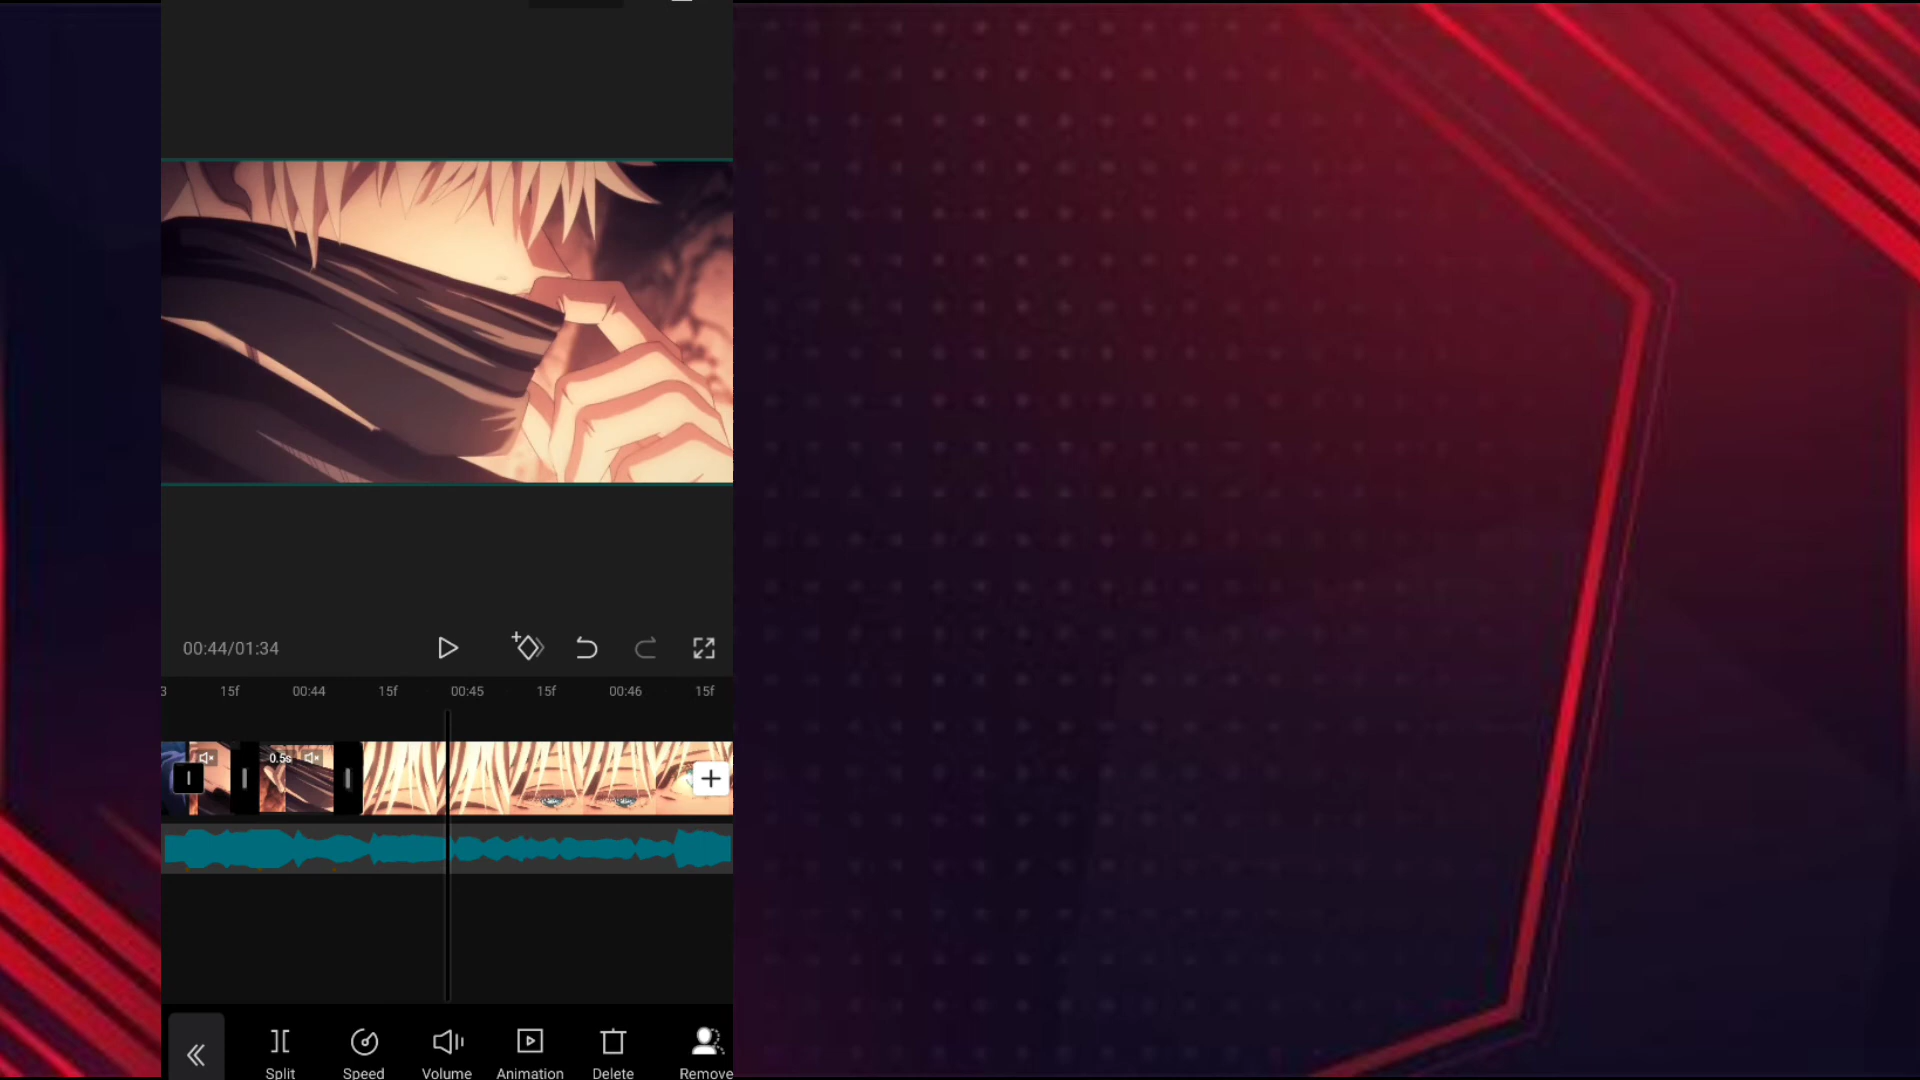 00:44/01:34
3 15f 00:44 15f 00:45 15f 00:46 15f
0.5s
Split Speed Volume Animation Delete Remove